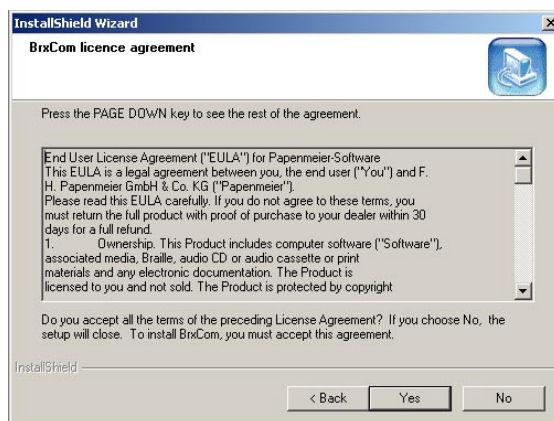 InstallShield Wizard
BrxCom licence agreement
Press the PAGE DOWN key to see the rest of the agreement.
End User License Agreement ("EULA") for Papenmeier-Software
This EULA is a legal agreement between you, the end user ("You") and F.
H. Papenmeier GmbH & Co. KG ("Papenmeier").
Please read this EULA carefully. If you do not agree to these terms, you
must return the full product with proof of purchase to your dealer within 30
days for a full refund.
1. Ownership. This Product includes computer software ("Software"),
associated media, Braille, audio CD or audio cassette or print
materials and any electronic documentation. The Product is
licensed to you and not sold. The Product is protected by copyright
Do you accept all the terms of the preceding License Agreement? If you choose No, the
setup will close. To install BrxCom, you must accept this agreement.
InstallShield
< Back Yes No